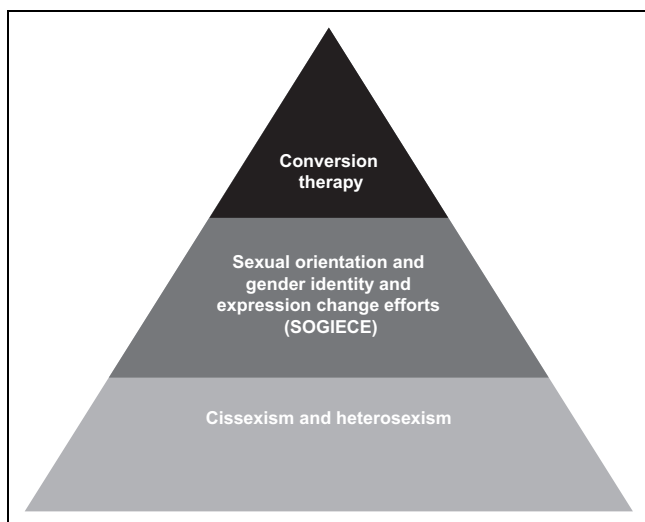 Conversion
therapy
Sexual orientation and
gender identity and
expression change efforts
(SOGIECE)
Cissexism and heterosexism